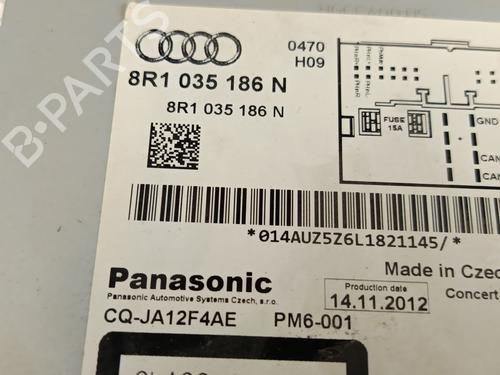 0470
H09
8R1 035 186 N
8R1 035 186 N
FUSE
15A
GND
CAN
CAN
*014AUZ5Z6L1821145/*
Panasonic
Panasonic Automotive Systems Czech, s.r.o.
Made in Czec
Production date
14.11.2012
Concert
CQ-JA12F4AE PM6-001
B-PARTS